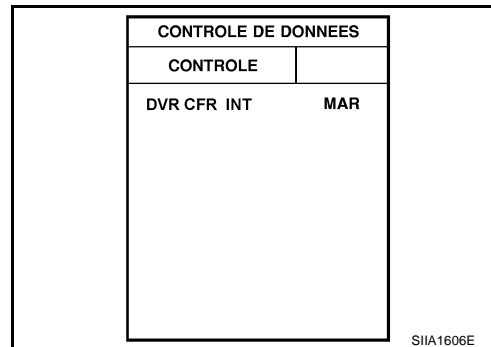 CONTROLE DE DONNEES
CONTROLE
DVR CFR INT MAR
SIIA1606E